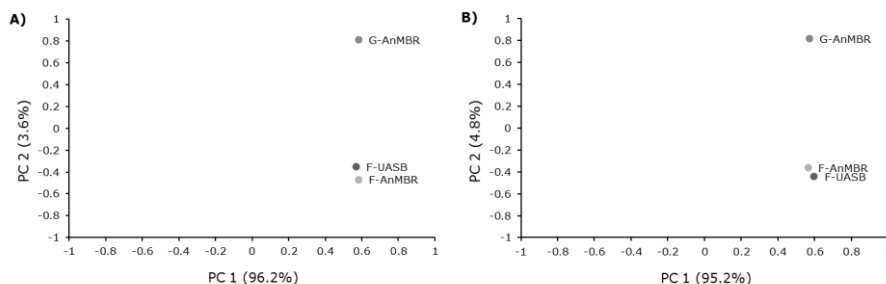 A)
1
0.8
0.6
0.4
0.2
0
-0.2
-0.4
-0.6
-0.8
-1
PC 2 (3.6%)
G-AnMBR
F-UASB
F-AnMBR
-1 -0.8 -0.6 -0.4 -0.2 0 0.2 0.4 0.6 0.8 1
PC 1 (96.2%)
B)
1
0.8
0.6
0.4
0.2
0
-0.2
-0.4
-0.6
-0.8
-1
PC 2 (4.8%)
G-AnMBR
F-AnMBR
F-UASB
-1 -0.8 -0.6 -0.4 -0.2 0 0.2 0.4 0.6 0.8
PC 1 (95.2%)